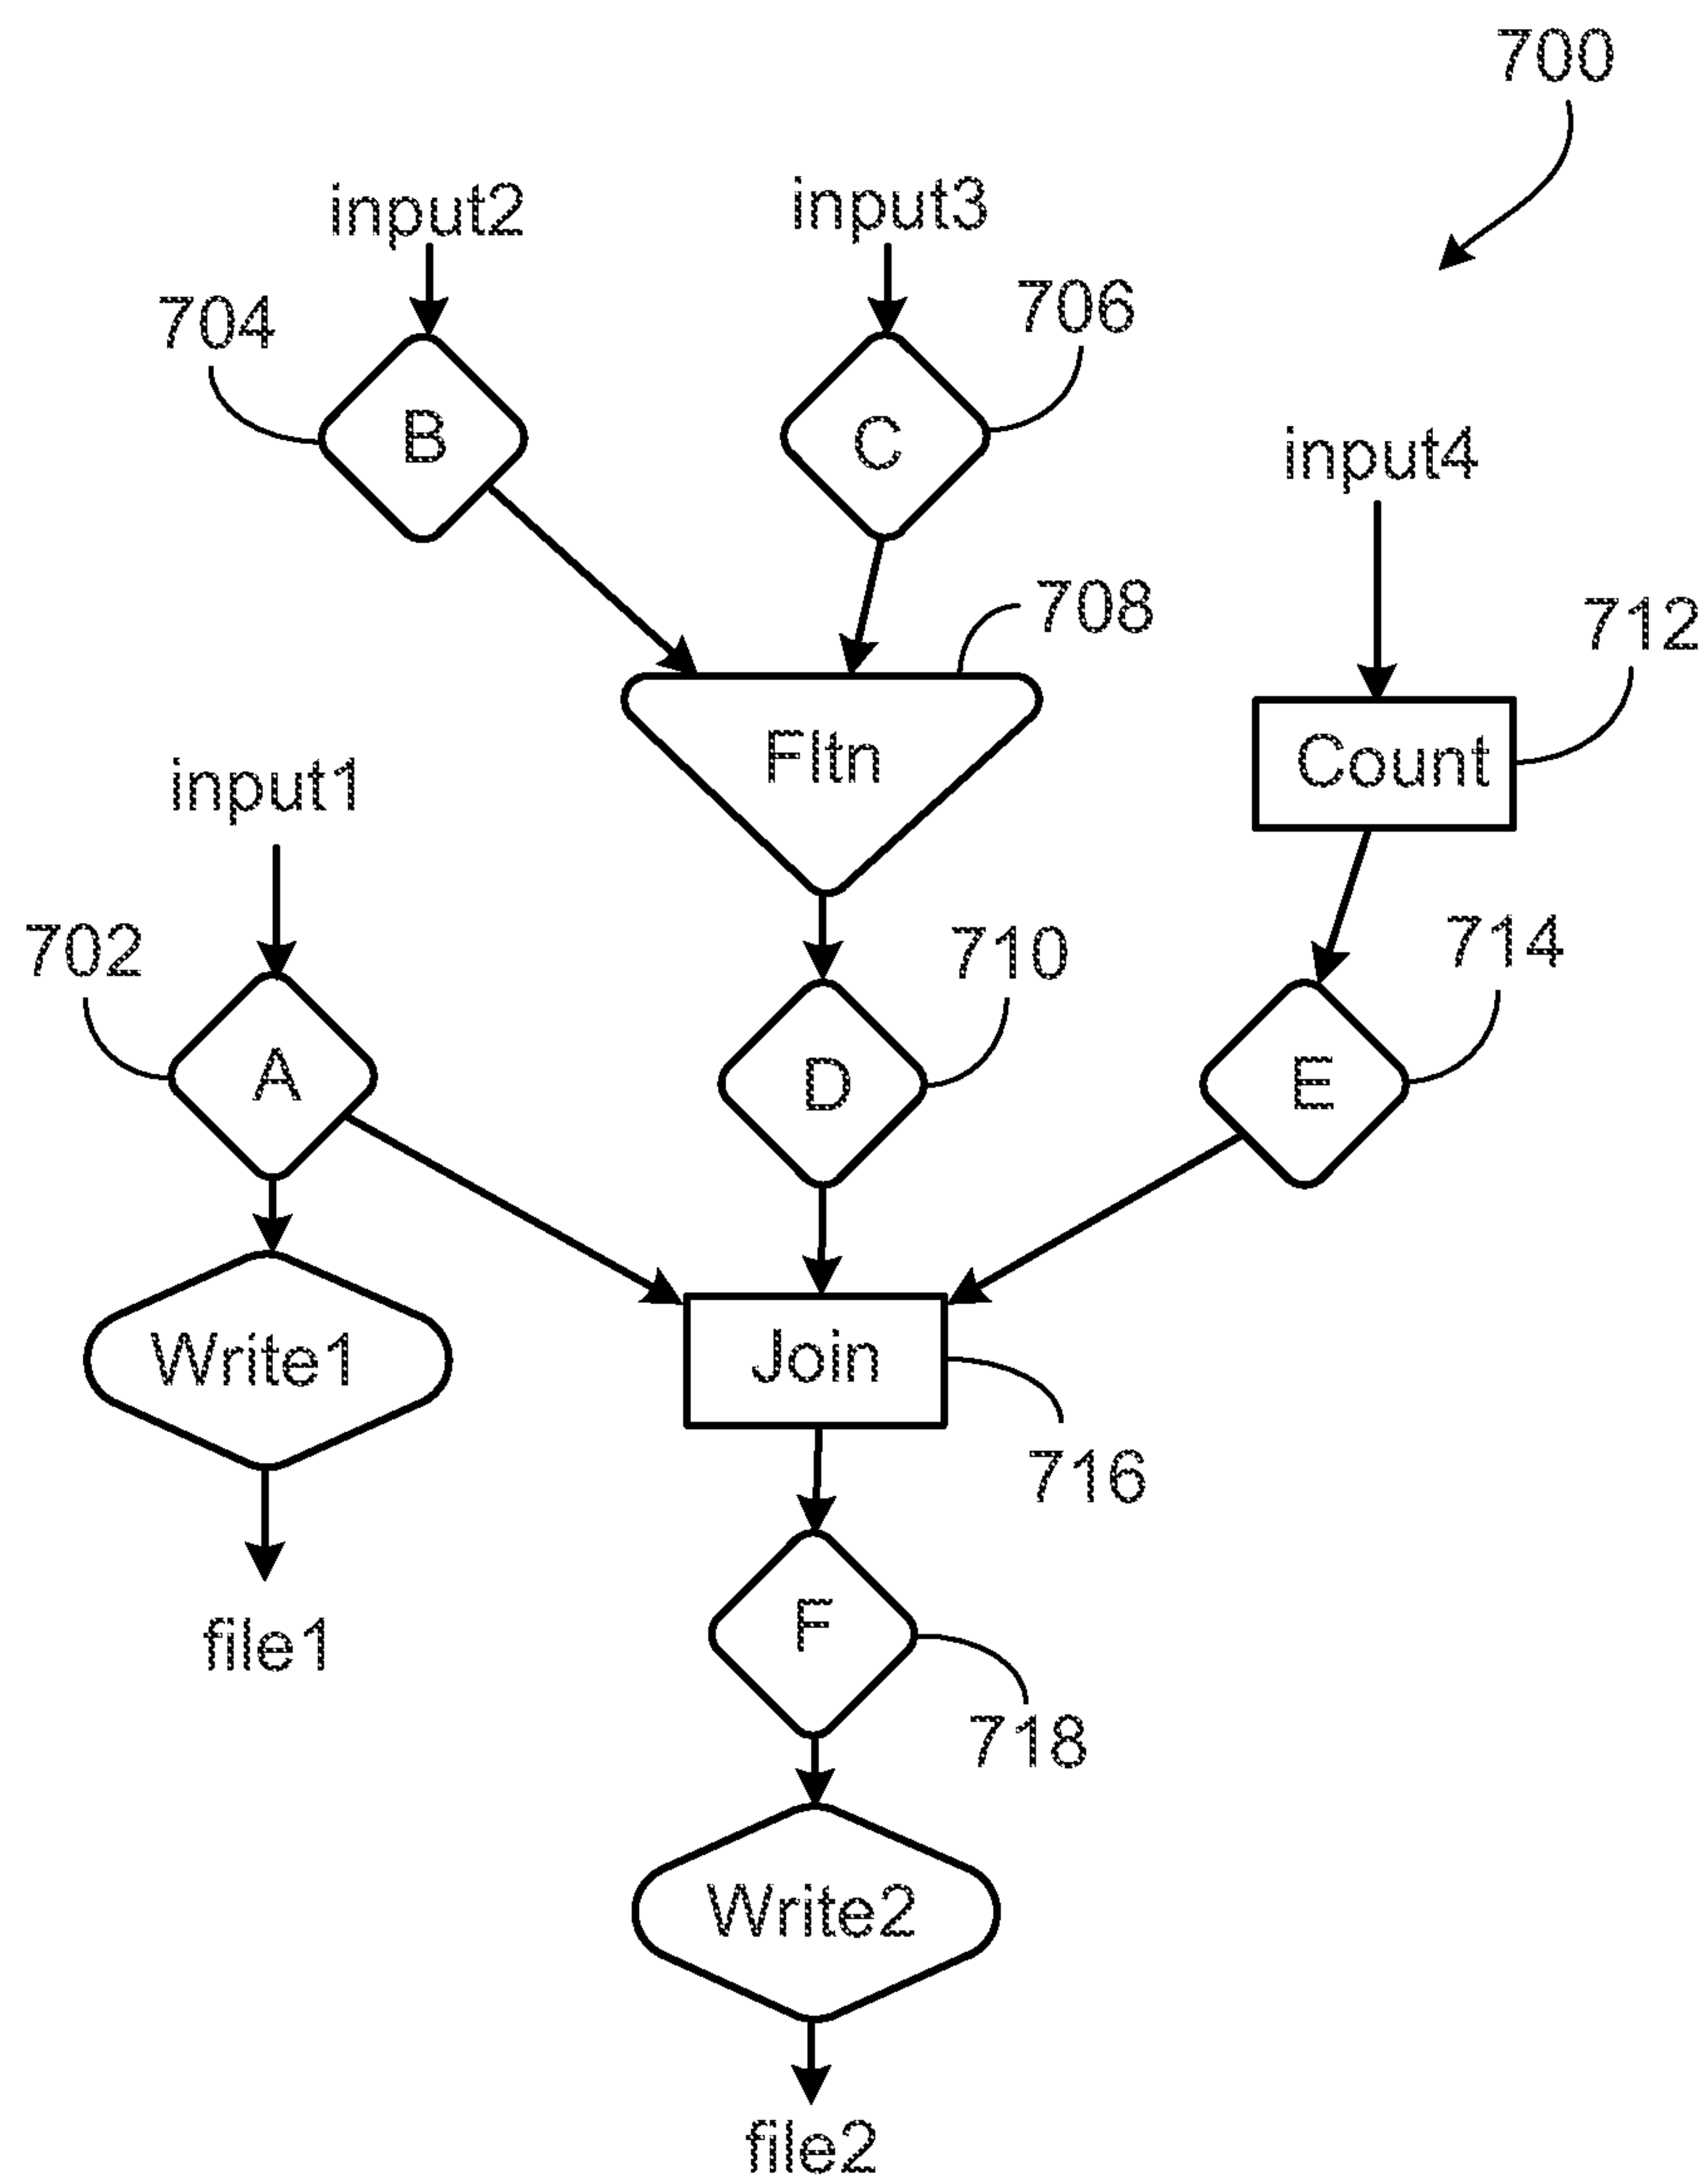 700
input2
input3
704
706
B
C
input4
708
712
Fltn
Count
input1
702
710
714
A
D
E
Write1
Join
716
file1
F
718
Write2
file2